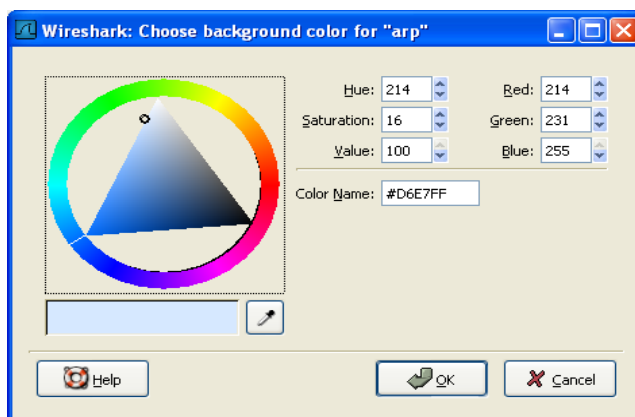 Wireshark: Choose background color for "arp"
Hue: 214 Red: 214
Saturation: 16 Green: 231
Value: 100 Blue: 255
Color Name: #D6E7FF
Help OK Cancel